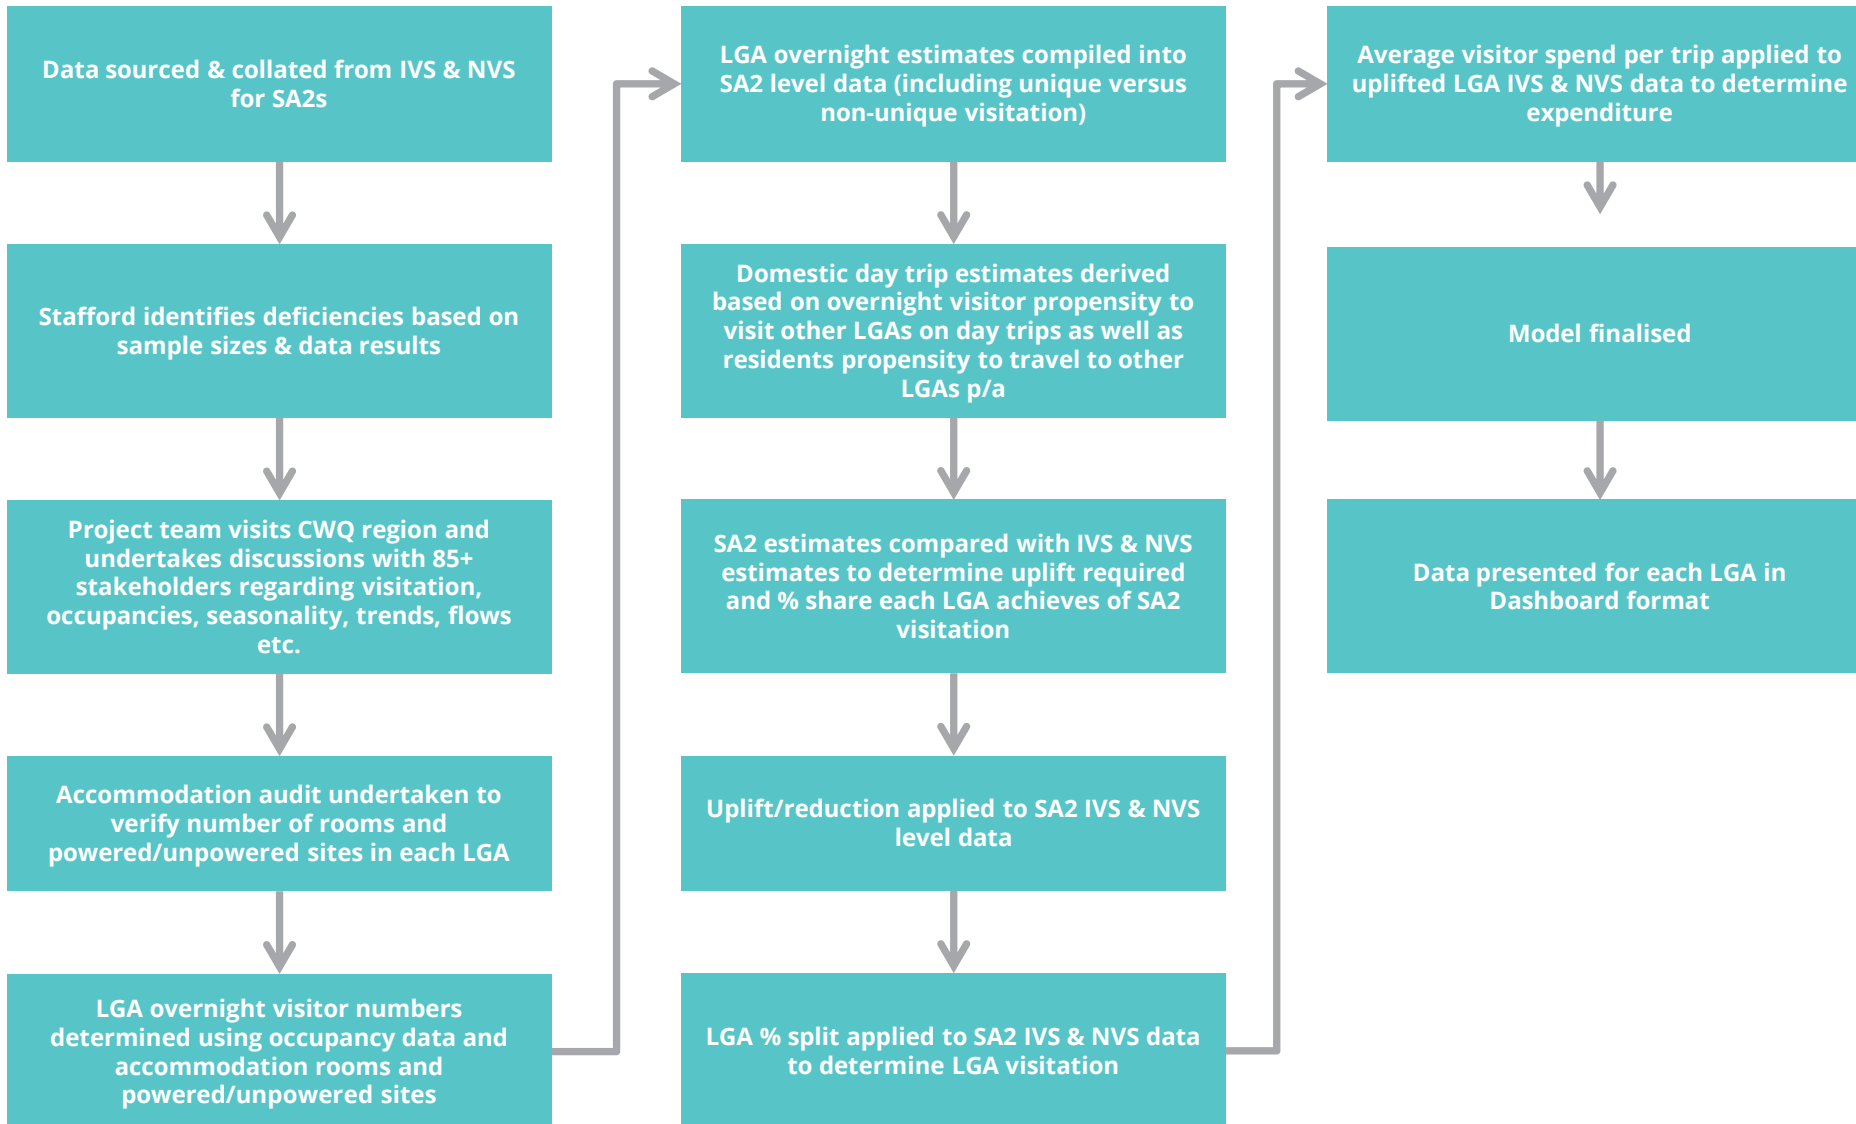 Data sourced & collated from IVS & NVS
for SA2s
Stafford identifies deficiencies based on
sample sizes & data results
Project team visits CWQ region and
undertakes discussions with 85+
stakeholders regarding visitation,
occupancies, seasonality, trends, flows
etc.
Accommodation audit undertaken to
verify number of rooms and
powered/unpowered sites in each LGA
LGA overnight visitor numbers
determined using occupancy data and
accommodation rooms and
powered/unpowered sites
LGA overnight estimates compiled into
SA2 level data (including unique versus
non-unique visitation)
Domestic day trip estimates derived
based on overnight visitor propensity to
visit other LGAs on day trips as well as
residents propensity to travel to other
LGAs p/a
SA2 estimates compared with IVS & NVS
estimates to determine uplift required
and % share each LGA achieves of SA2
visitation
Uplift/reduction applied to SA2 IVS & NVS
level data
LGA % split applied to SA2 IVS & NVS data
to determine LGA visitation
Average visitor spend per trip applied to
uplifted LGA IVS & NVS data to determine
expenditure
Model finalised
Data presented for each LGA in
Dashboard format